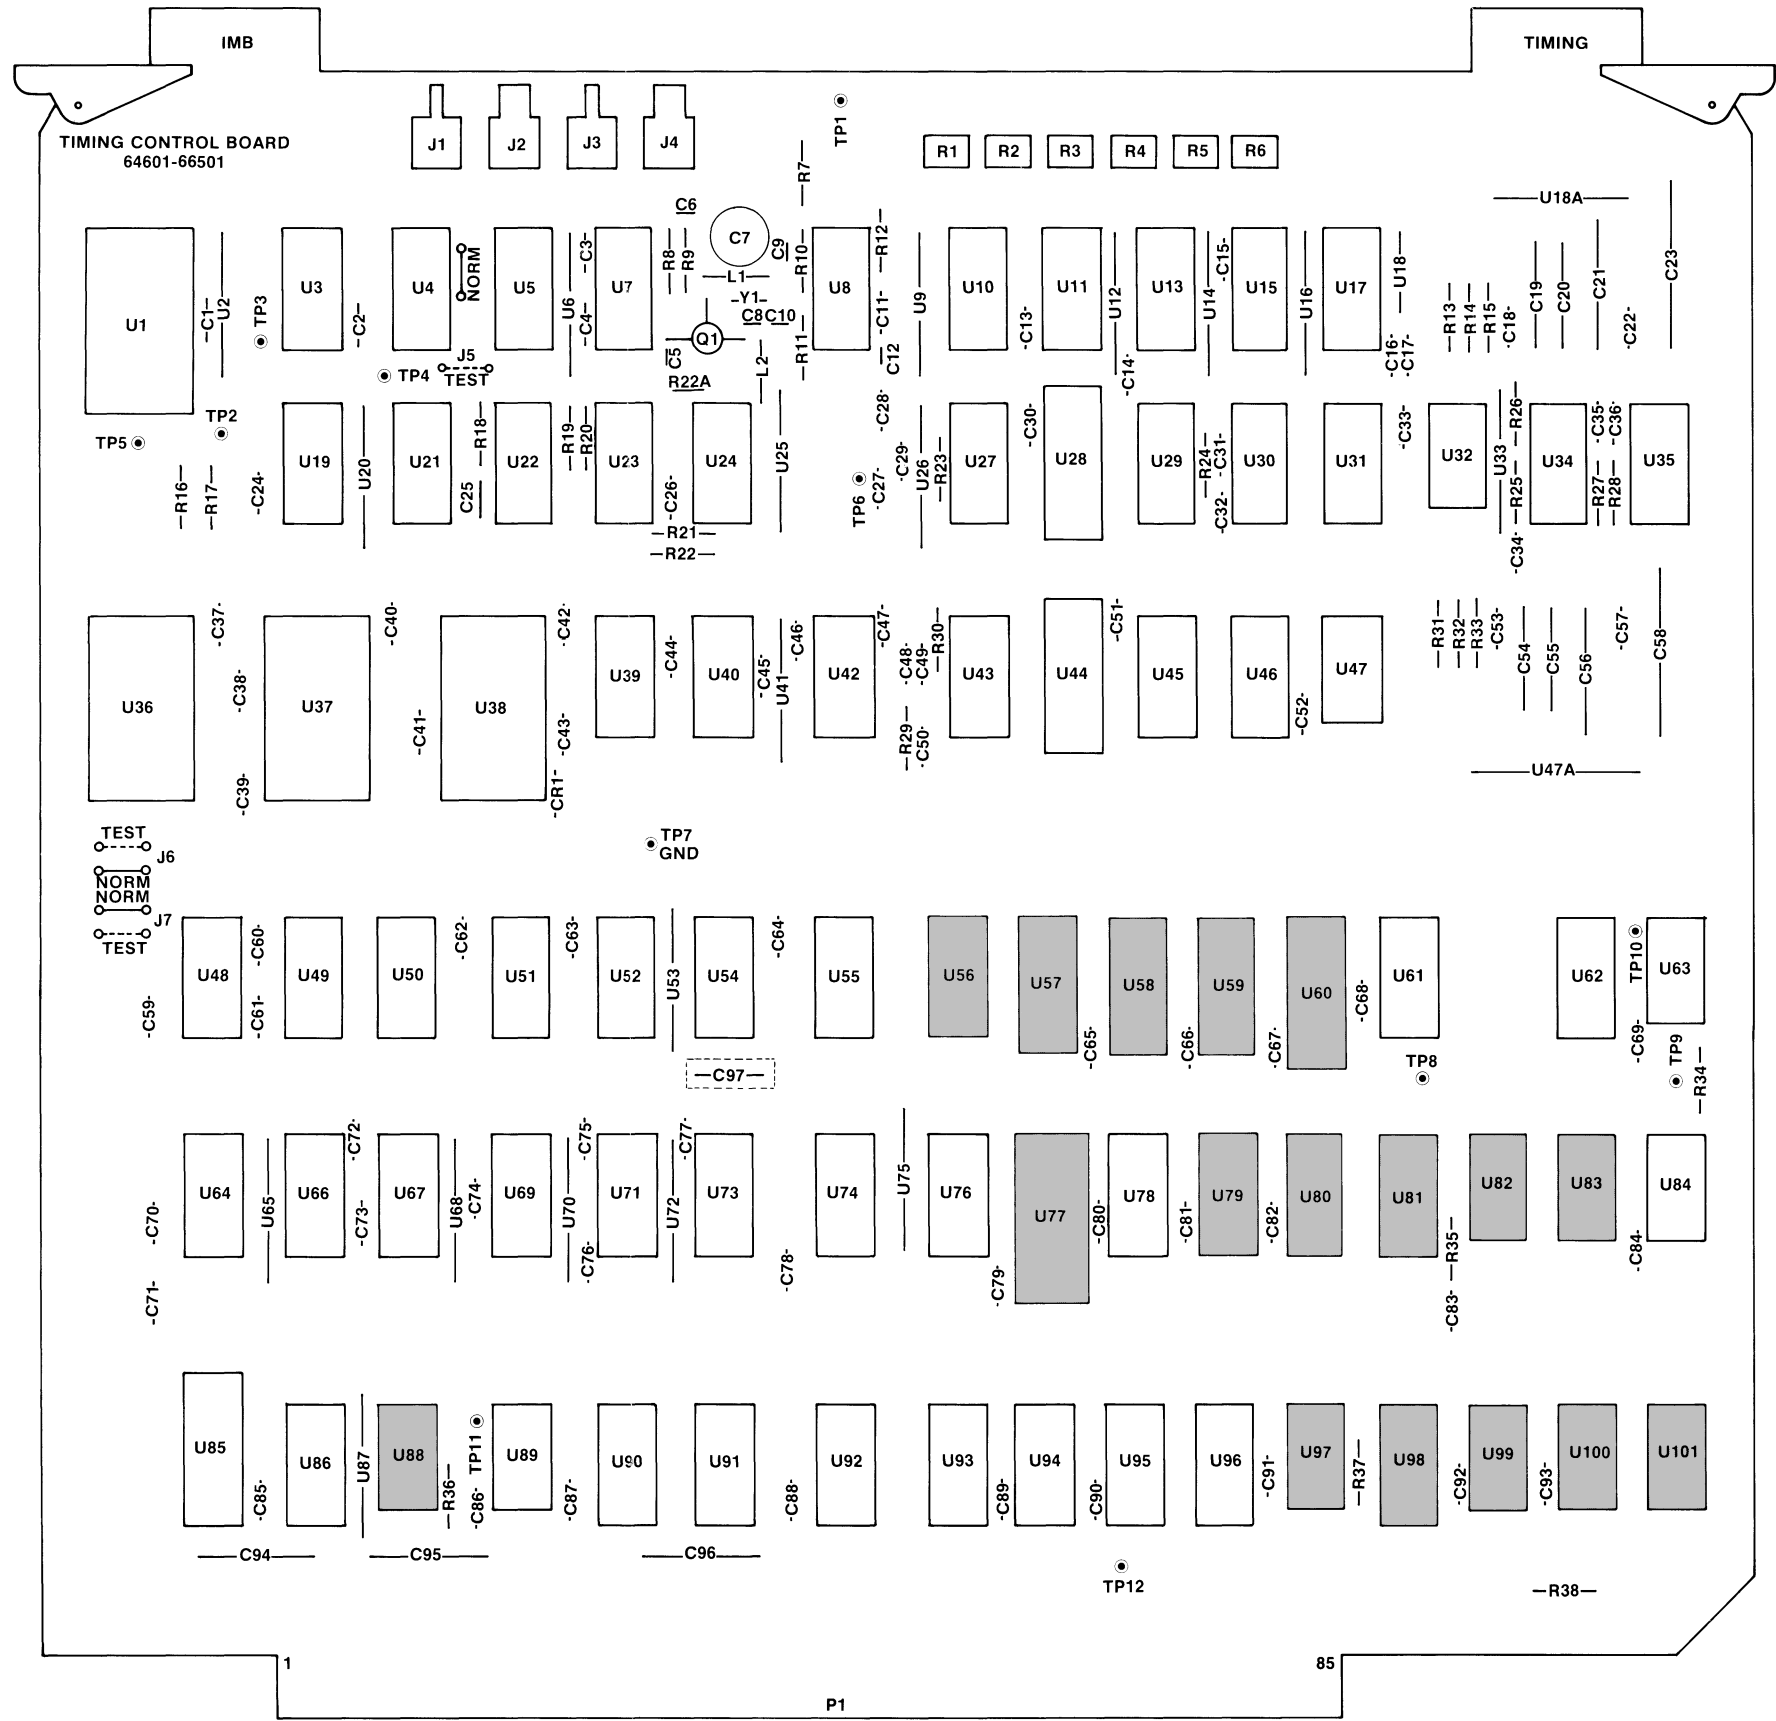 IMB
TIMING
TIMING CONTROL BOARD
64601-66501
J1
J2
J3
J4
TP1
R1
R2
R3
R4
R5
R6
R7
U18A
C6
C7
C9
R8
R9
R10
R12
L1
Y1
C8
C10
Q1
C5
R22A
L2
R11
C11
C12
U1
C1
U2
TP3
U3
C2
U4
NORM
J5
TEST
TP4
U5
U6
C3
C4
U7
U8
U9
U10
C13
U11
U12
C14
U13
U14
C15
U15
U16
U17
U18
C16
C17
R13
R14
R15
C18
C19
C20
C21
C22
C23
TP5
TP2
R16
R17
C24
U19
U20
U21
R18
C25
U22
R19
R20
U23
C26
U24
R21
R22
U25
TP6
C27
C28
C29
U26
R23
U27
C30
U28
U29
R24
C31
C32
U30
U31
C33
U32
U33
R26
R25
C34
U34
C35
C36
R27
R28
U35
U36
C37
C38
C39
U37
C40
C41
U38
C42
C43
CR1
U39
C44
U40
C45
U41
C46
U42
C47
C48
C49
R30
R29
C50
U43
U44
C51
U45
U46
C52
U47
R31
R32
R33
C53
C54
C55
C56
C57
C58
U47A
TEST
J6
NORM
NORM
J7
TEST
TP7
GND
U48
C59
C60
C61
U49
U50
C62
U51
C63
U52
U53
U54
C64
C97
U55
U56
U57
C65
U58
C66
U59
C67
U60
C68
U61
TP8
U62
TP10
C69
U63
TP9
R34
C70
C71
U64
U65
U66
C72
C73
U67
U68
C74
U69
U70
C75
C76
U71
U72
C77
U73
C78
U74
U75
U76
C79
U77
C80
U78
C81
U79
C82
U80
U81
R35
C83
U82
U83
C84
U84
U85
C85
U86
U87
U88
R36
TP11
C86
U89
C87
U90
U91
C88
U92
U93
C89
U94
C90
U95
U96
C91
U97
R37
U98
C92
U99
C93
U100
U101
C94
C95
C96
TP12
R38
1
85
P1